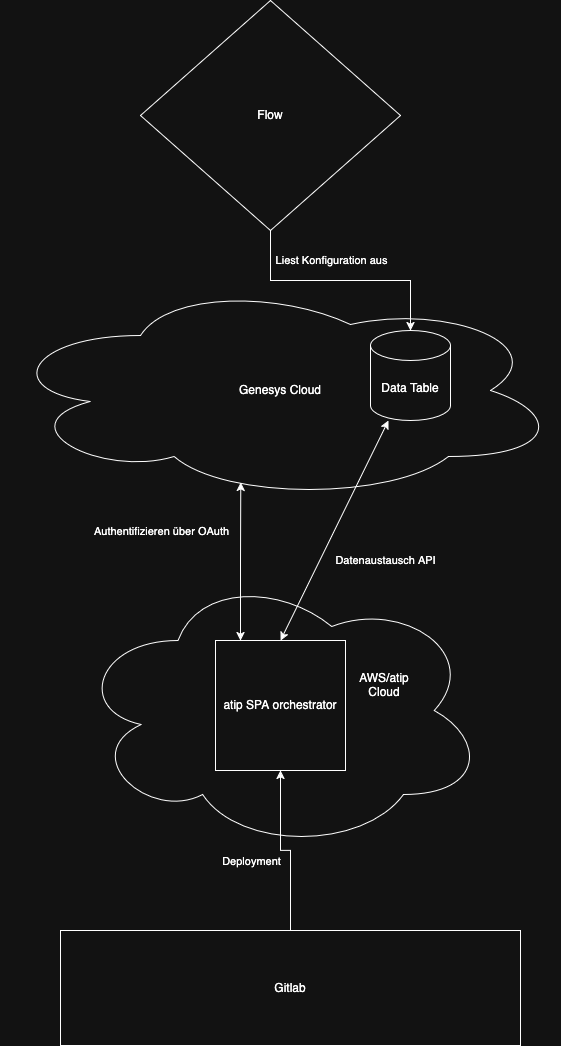 Flow
Liest Konfiguration aus
Genesys Cloud
Data Table
Authentifizieren über OAuth
Datenaustausch API
atip SPA orchestrator
AWS/atip
Cloud
Deployment
Gitlab